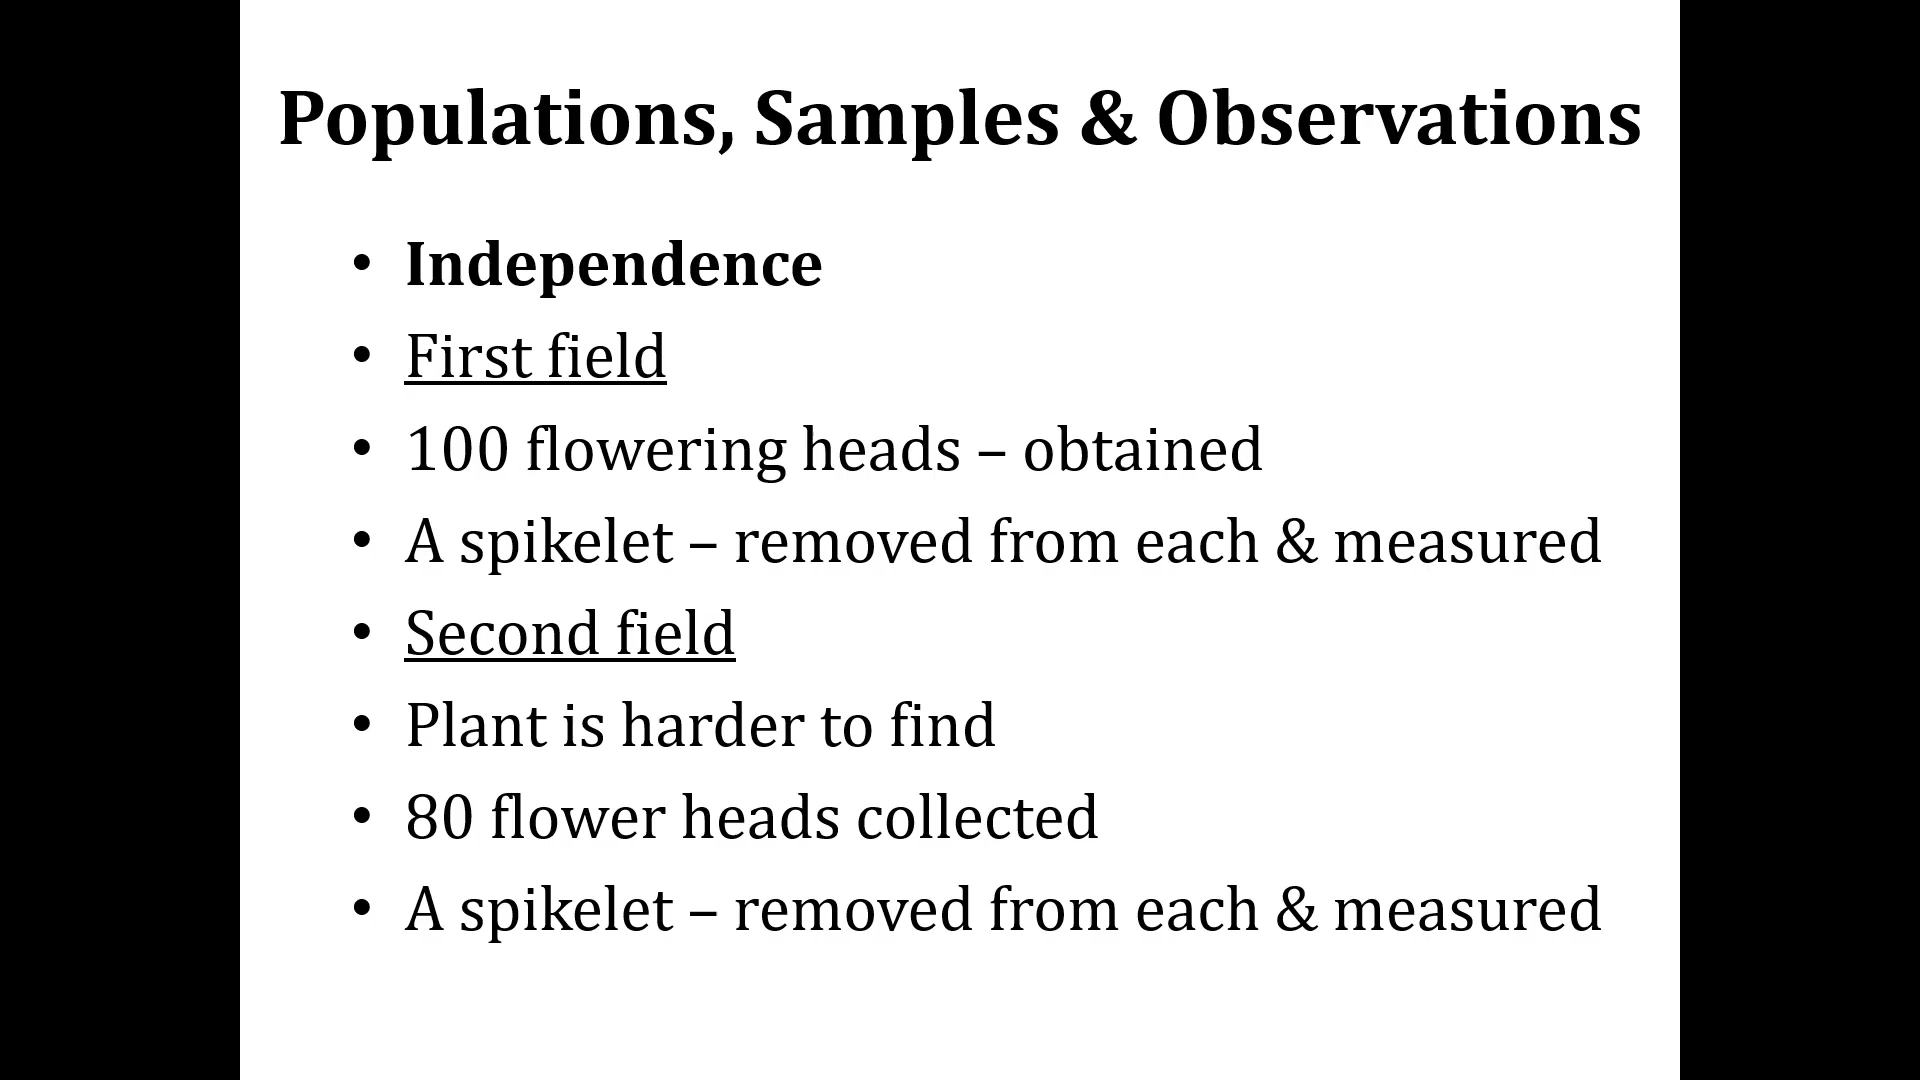 Populations, Samples & Observations
• Independence
• First field
• 100 flowering heads – obtained
• A spikelet – removed from each & measured
• Second field
• Plant is harder to find
• 80 flower heads collected
• A spikelet – removed from each & measured